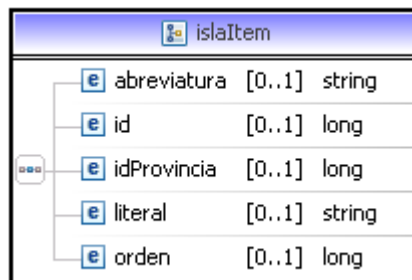 islaItem
e abreviatura [0..1] string
e id [0..1] long
e idProvincia [0..1] long
e literal [0..1] string
e orden [0..1] long